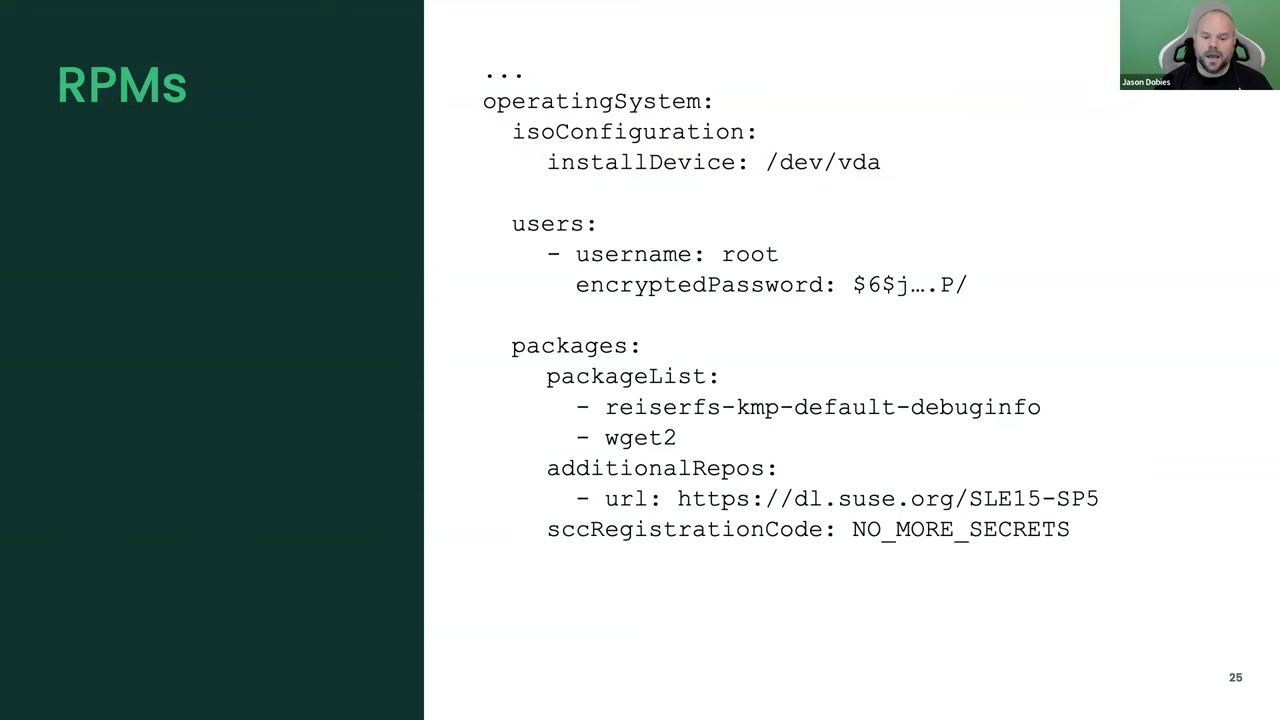 RPMs
...
operatingSystem:
isoConfiguration:
installDevice: /dev/vda
users:
- username: root
encryptedPassword: $6$j….P/
packages:
packageList:
- reiserfs-kmp-default-debuginfo
- wget2
additionalRepos:
- url: https://dl.suse.org/SLE15-SP5
sccRegistrationCode: NO_MORE_SECRETS
Jason Dobies
25